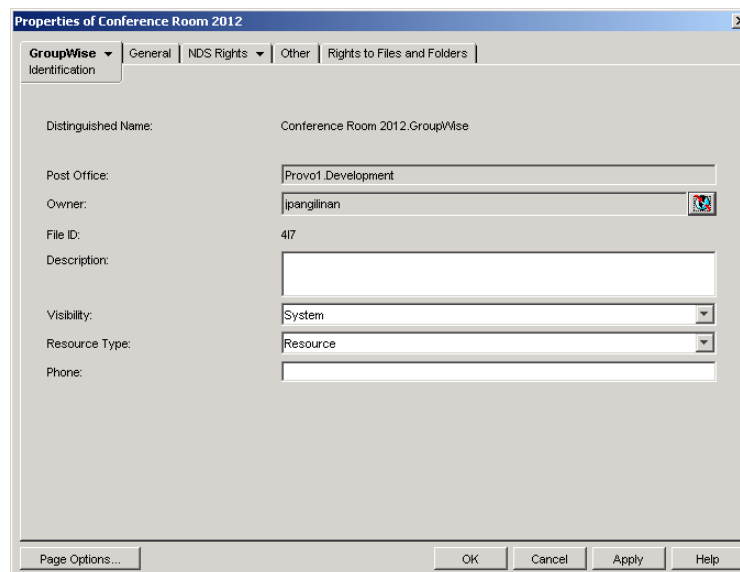 Properties of Conference Room 2012
GroupWise General NDS Rights Other Rights to Files and Folders
Identification
Distinguished Name: Conference Room 2012.GroupWise
Post Office: Provo1.Development
Owner: jpangilinan
File ID: 4I7
Description:
Visibility: System
Resource Type: Resource
Phone:
Page Options... OK Cancel Apply Help